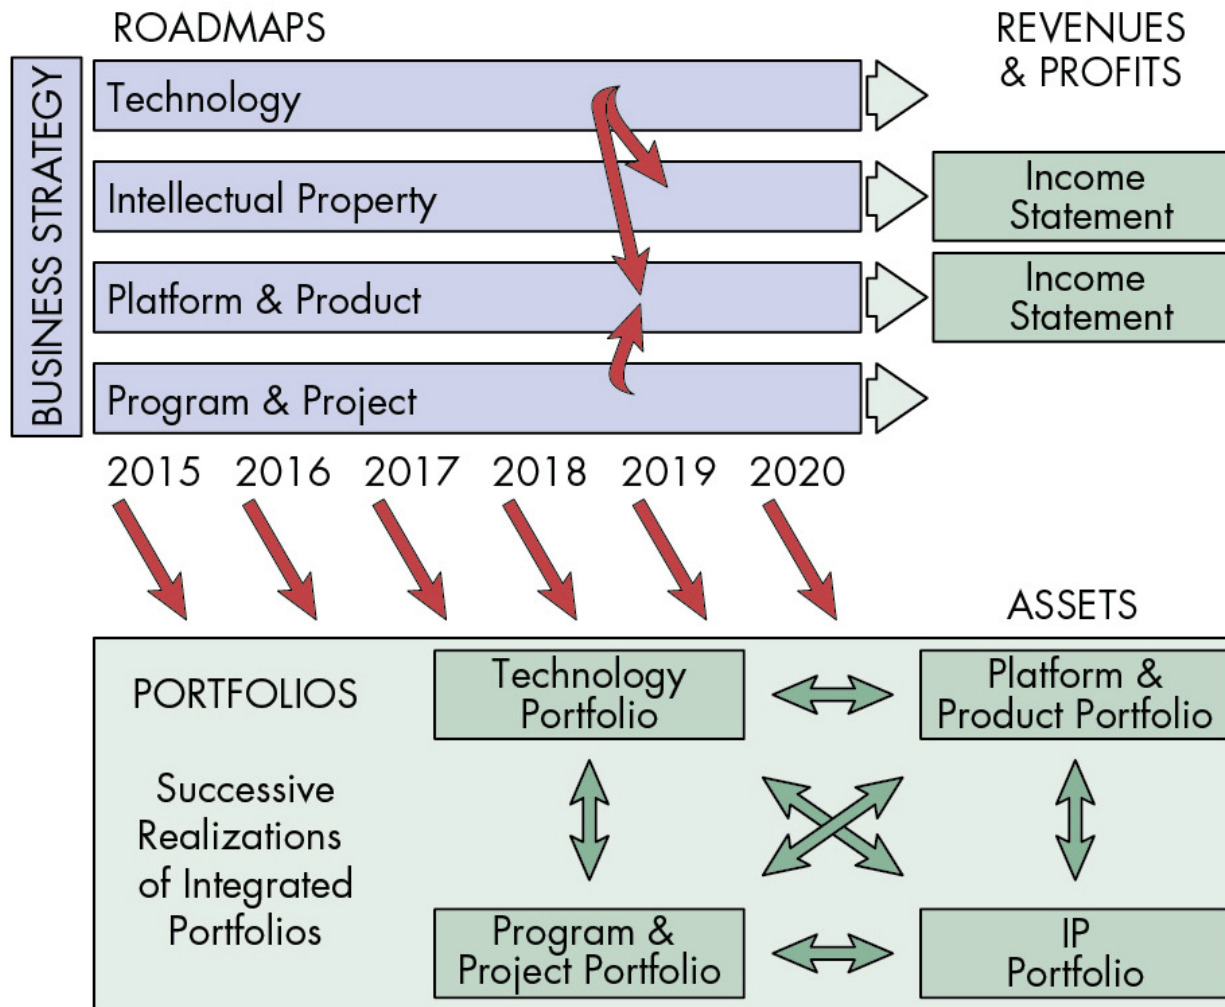 ROADMAPS
REVENUES
& PROFITS
BUSINESS STRATEGY
Technology
Intellectual Property
Income
Statement
Platform & Product
Income
Statement
Program & Project
2015 2016 2017 2018 2019 2020
ASSETS
PORTFOLIOS
Technology
Portfolio
Platform &
Product Portfolio
Successive
Realizations
of Integrated
Portfolios
Program &
Project Portfolio
IP
Portfolio